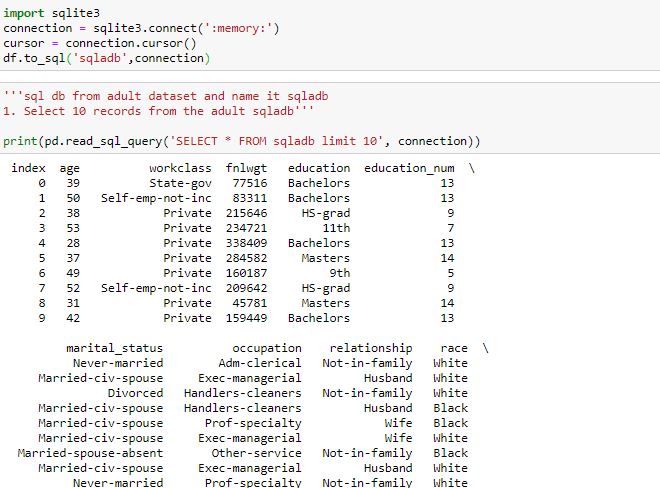 import sqlite3
connection = sqlite3.connect(':memory:')
cursor = connection.cursor()
df.to_sql('sqladb',connection)
'''sql db from adult dataset and name it sqladb
1. Select 10 records from the adult sqladb'''
print(pd.read_sql_query('SELECT * FROM sqladb limit 10', connection))
index age workclass fnlwgt education education_num \
0 39 State-gov 77516 Bachelors 13
1 50 Self-emp-not-inc 83311 Bachelors 13
2 38 Private 215646 HS-grad 9
3 53 Private 234721 11th 7
4 28 Private 338409 Bachelors 13
5 37 Private 284582 Masters 14
6 49 Private 160187 9th 5
7 52 Self-emp-not-inc 209642 HS-grad 9
8 31 Private 45781 Masters 14
9 42 Private 159449 Bachelors 13
marital_status occupation relationship race \
Never-married Adm-clerical Not-in-family White
Married-civ-spouse Exec-managerial Husband White
Divorced Handlers-cleaners Not-in-family White
Married-civ-spouse Handlers-cleaners Husband Black
Married-civ-spouse Prof-specialty Wife Black
Married-civ-spouse Exec-managerial Wife White
Married-spouse-absent Other-service Not-in-family Black
Married-civ-spouse Exec-managerial Husband White
Never-married Prof-specialty Not-in-family White